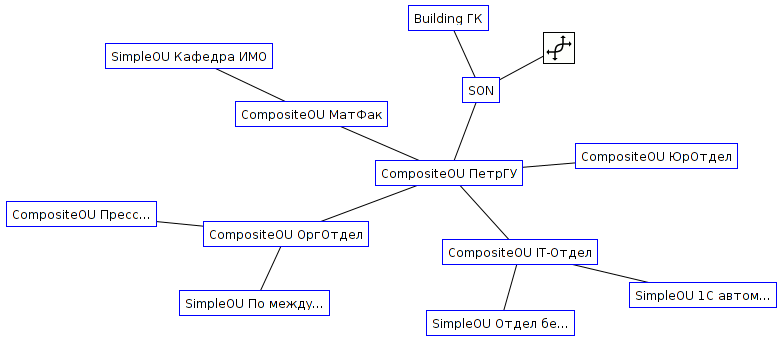 Building ГК
SimpleOU Кафедра ИМО
SON
CompositeOU МатФак
CompositeOU ЮрОтдел
CompositeOU ПетрГУ
CompositeOU Пресс...
CompositeOU ОргОтдел
CompositeOU IT-Отдел
SimpleOU По между...
SimpleOU 1С автом...
SimpleOU Отдел бе...